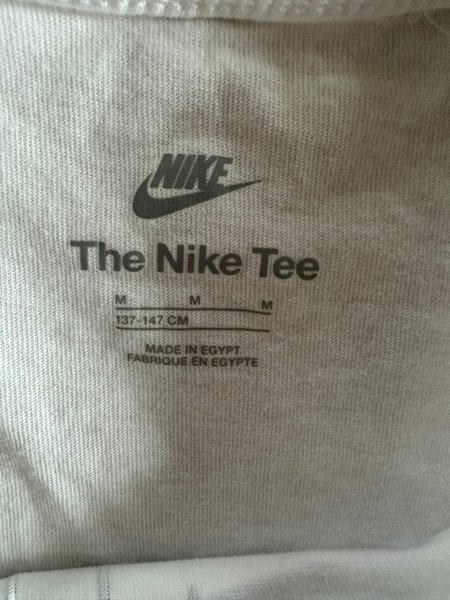 NIKE
The Nike Tee
M M M
137-147 CM
MADE IN EGYPT
FABRIQUE EN EGYPTE